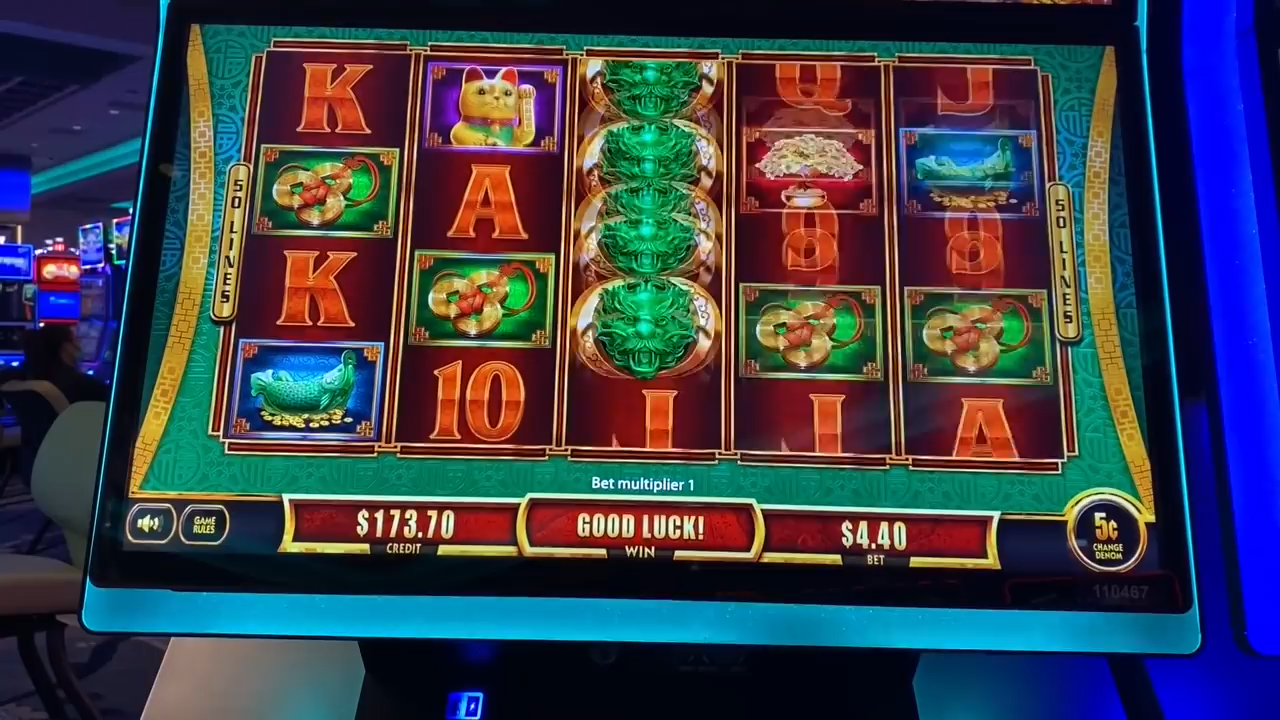 K
Q
J
A
K
50 LINES
50 LINES
10
J
J
A
Bet multiplier 1
GAME
RULES
$173.70
CREDIT
GOOD LUCK!
WIN
$4.40
BET
5¢
CHANGE
DENOM
110467